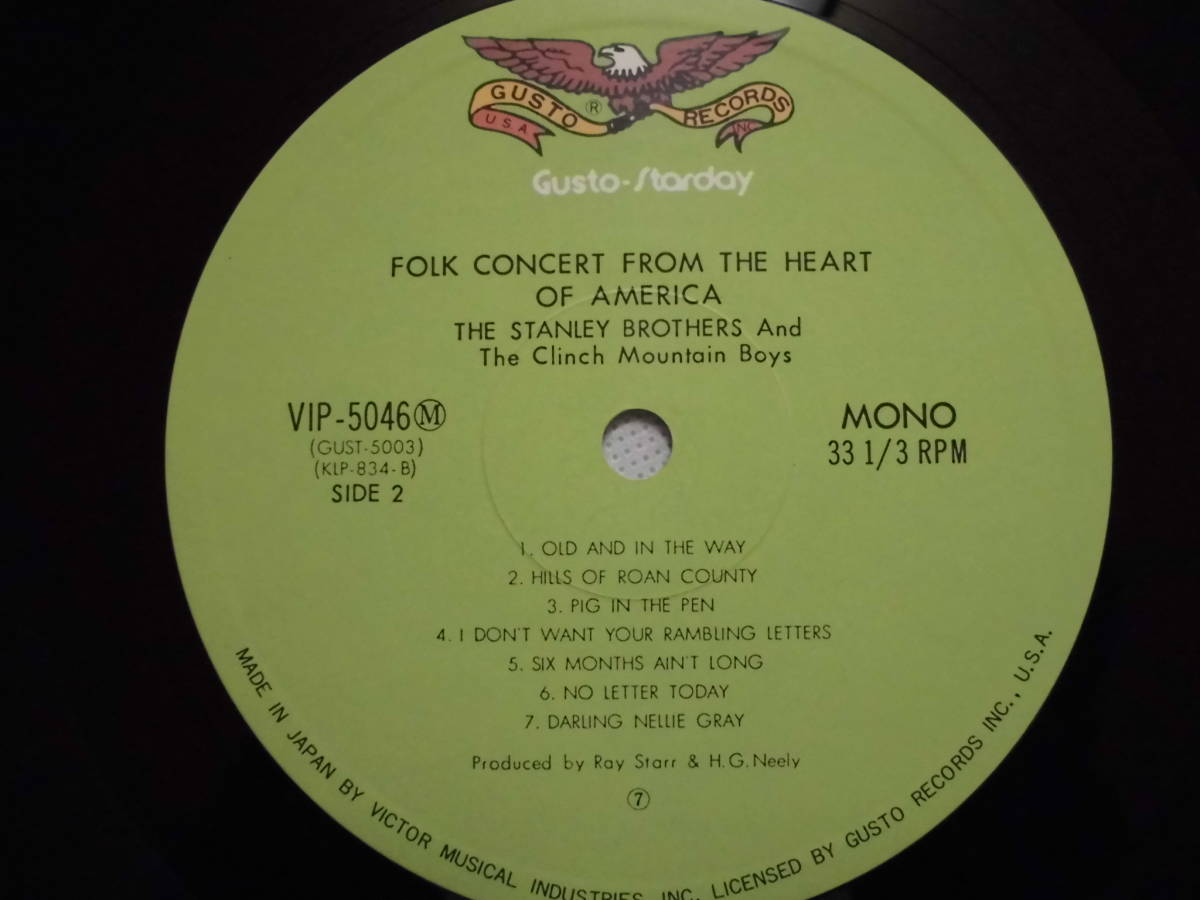 GUSTO ® RECORDS
USA INC.
Gusto-Starday
FOLK CONCERT FROM THE HEART
OF AMERICA
THE STANLEY BROTHERS And
The Clinch Mountain Boys
VIP-5046Ⓜ
(GUST-5003)
(KLP-834-B)
SIDE 2
MONO
33 1/3 RPM
1. OLD AND IN THE WAY
2. HILLS OF ROAN COUNTY
3. PIG IN THE PEN
4. I DON'T WANT YOUR RAMBLING LETTERS
5. SIX MONTHS AIN'T LONG
6. NO LETTER TODAY
7. DARLING NELLIE GRAY
Produced by Ray Starr & H.G.Neely
⑦
MADE IN JAPAN BY VICTOR MUSICAL INDUSTRIES, INC. LICENSED BY GUSTO RECORDS INC., U.S.A.